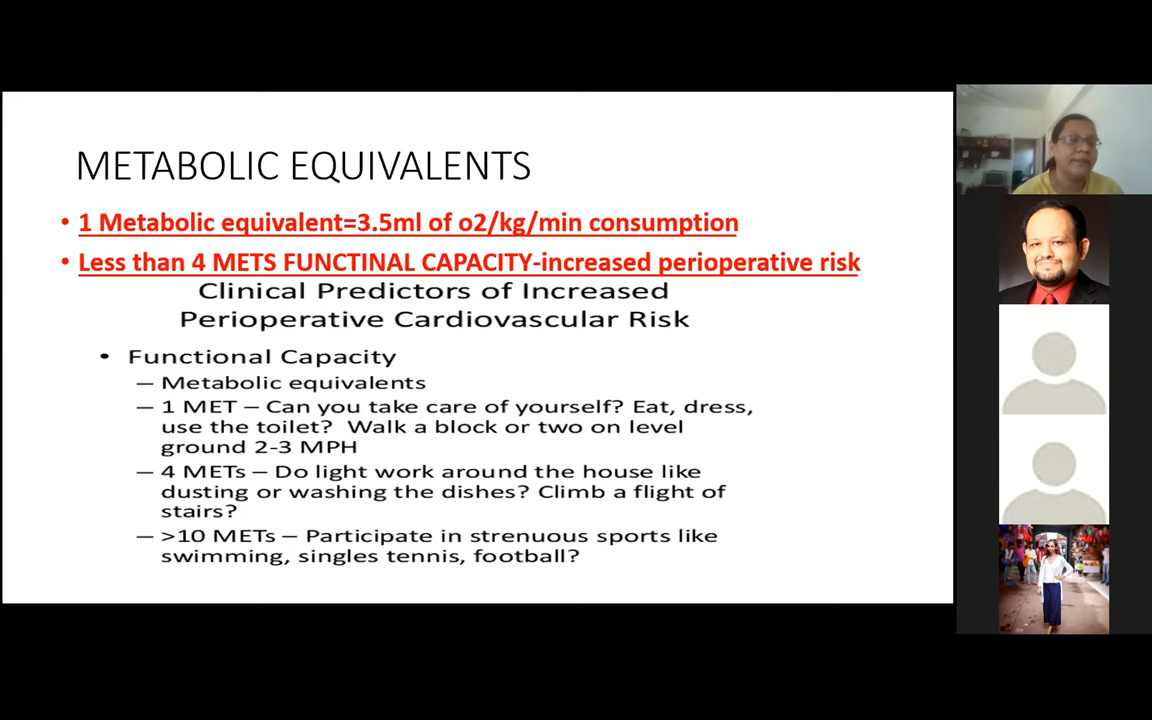 METABOLIC EQUIVALENTS
• 1 Metabolic equivalent=3.5ml of o2/kg/min consumption
• Less than 4 METS FUNCTINAL CAPACITY-increased perioperative risk
Clinical Predictors of Increased
Perioperative Cardiovascular Risk
• Functional Capacity
– Metabolic equivalents
– 1 MET – Can you take care of yourself? Eat, dress,
use the toilet? Walk a block or two on level
ground 2-3 MPH
– 4 METs – Do light work around the house like
dusting or washing the dishes? Climb a flight of
stairs?
– >10 METs – Participate in strenuous sports like
swimming, singles tennis, football?